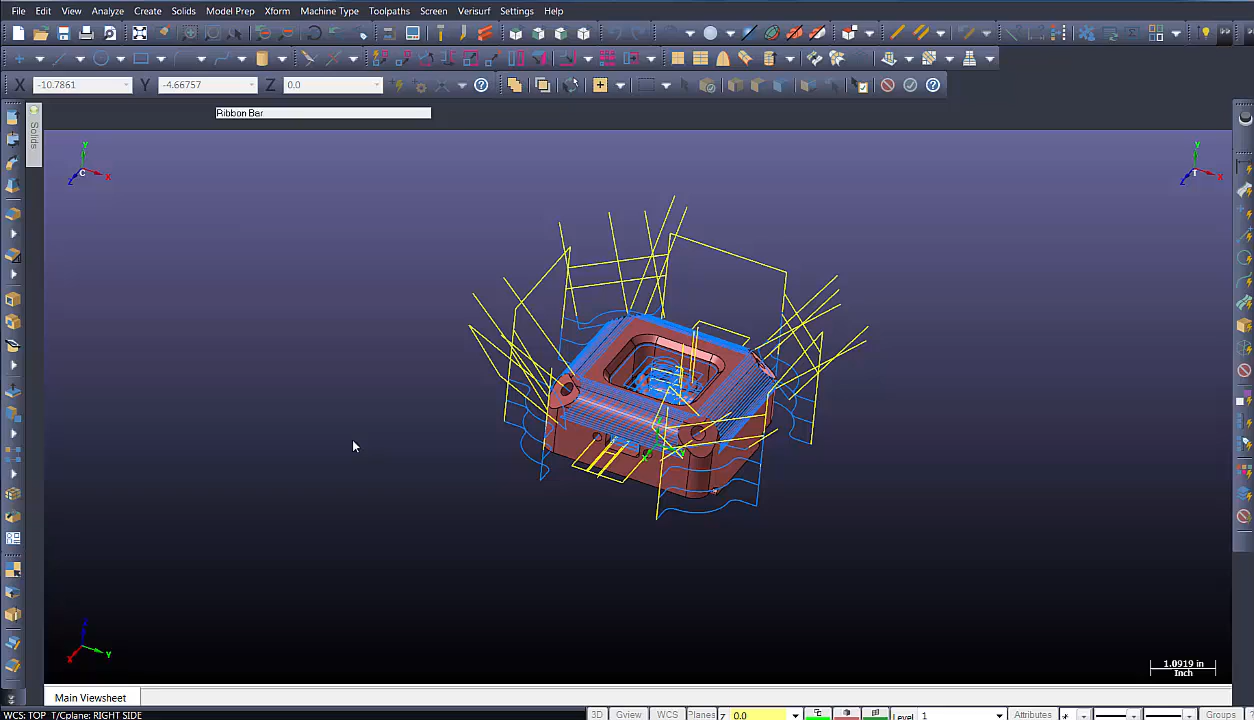 File Edit View Analyze Create Solids Model Prep Xform Machine Type Toolpaths Screen Verisurf Settings Help
X -10.7861 Y -4.66757 Z 0.0
Ribbon Bar
Solids
Y X Z C
Y X Z T
Z Y X
1.0919 in
Inch
Main Viewsheet
3D Gview WCS Planes Z 0.0 Level 1 Attributes Groups
WCS: TOP T/Cplane: RIGHT SIDE